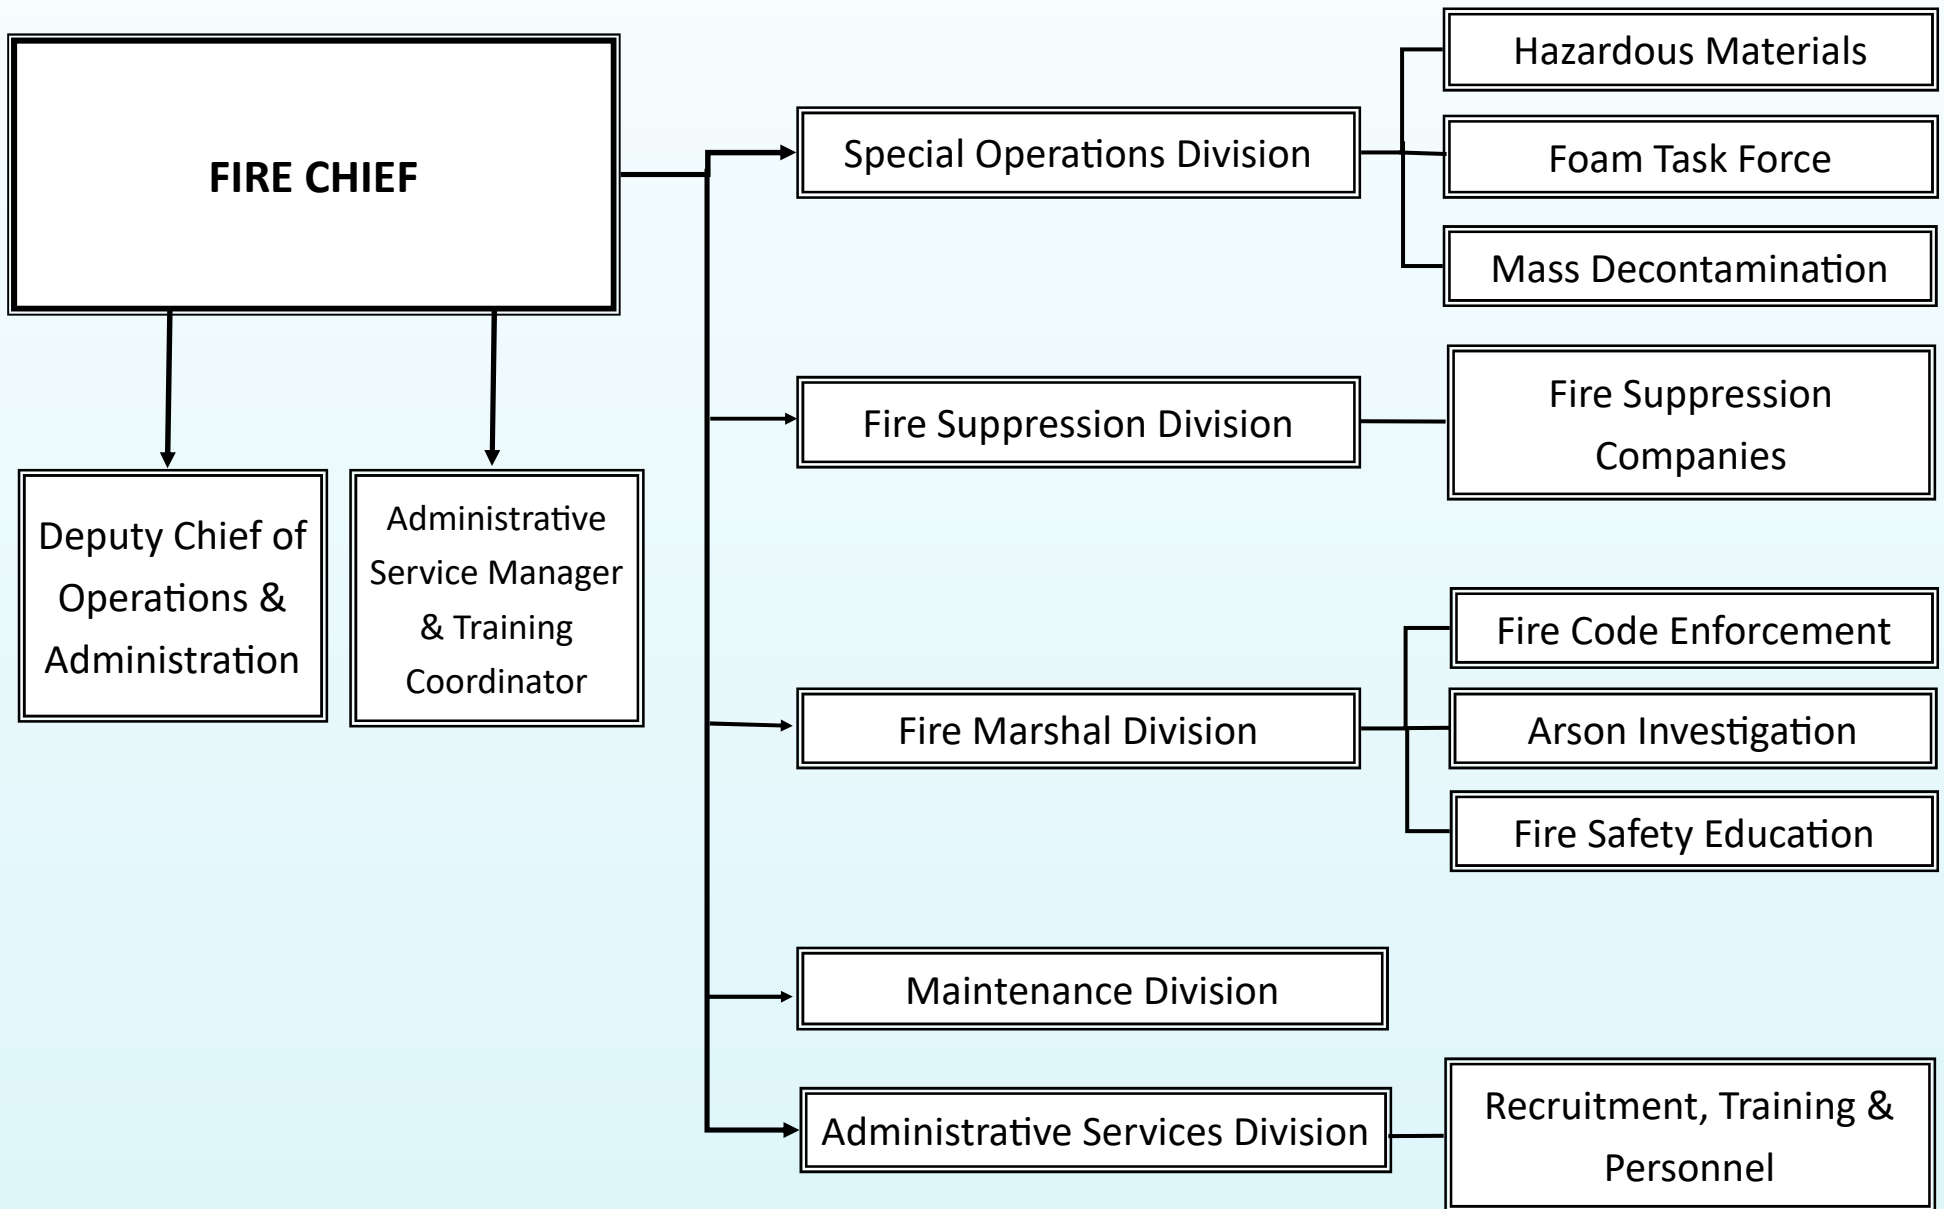 FIRE CHIEF
Deputy Chief of
Operations &
Administration
Administrative
Service Manager
& Training
Coordinator
Special Operations Division
Hazardous Materials
Foam Task Force
Mass Decontamination
Fire Suppression Division
Fire Suppression
Companies
Fire Marshal Division
Fire Code Enforcement
Arson Investigation
Fire Safety Education
Maintenance Division
Administrative Services Division
Recruitment, Training &
Personnel